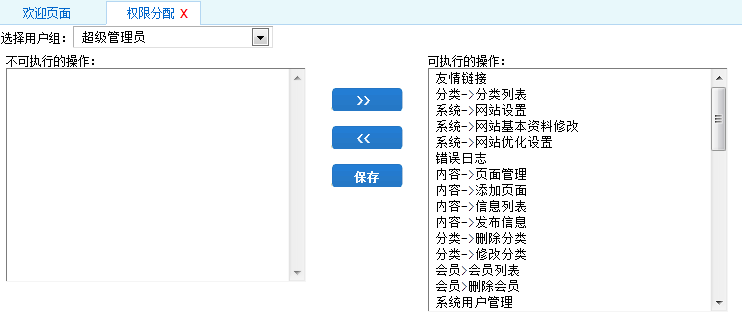 欢迎页面 权限分配 X
选择用户组： 超级管理员
不可执行的操作：
>>
<<
保存
可执行的操作：
友情链接
分类->分类列表
系统->网站设置
系统->网站基本资料修改
系统->网站优化设置
错误日志
内容->页面管理
内容->添加页面
内容->信息列表
内容->发布信息
分类->删除分类
分类->修改分类
会员>会员列表
会员>删除会员
系统用户管理